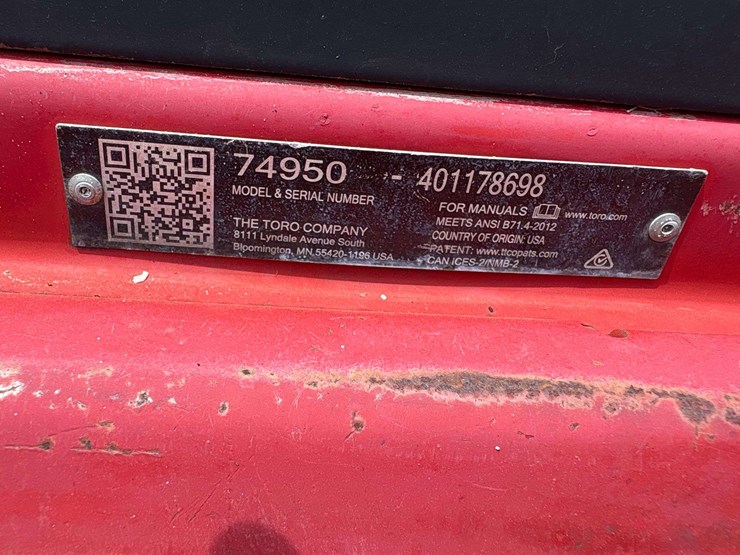 74950 - 401178698
MODEL & SERIAL NUMBER
THE TORO COMPANY
8111 Lyndale Avenue South
Bloomington, MN 55420-1196 USA
FOR MANUALS www.toro.com
MEETS ANSI B71.4-2012
COUNTRY OF ORIGIN: USA
PATENT: www.ttcopats.com
CAN ICES-2/NMB-2